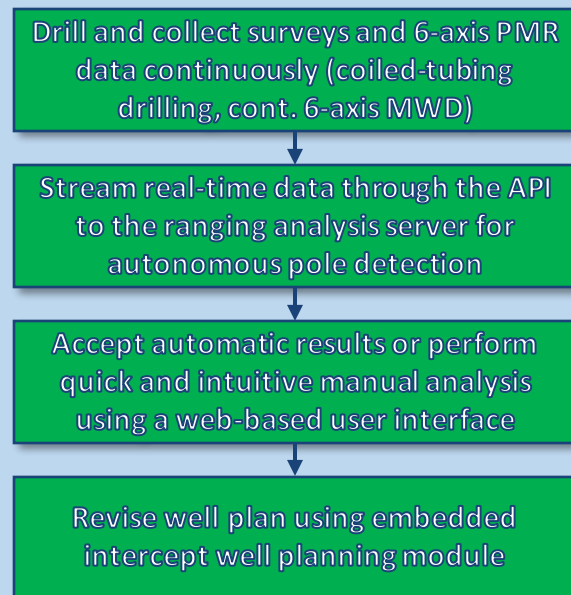 Drill and collect surveys and 6-axis PMR
data continuously (coiled-tubing
drilling, cont. 6-axis MWD)
Stream real-time data through the API
to the ranging analysis server for
autonomous pole detection
Accept automatic results or perform
quick and intuitive manual analysis
using a web-based user interface
Revise well plan using embedded
intercept well planning module